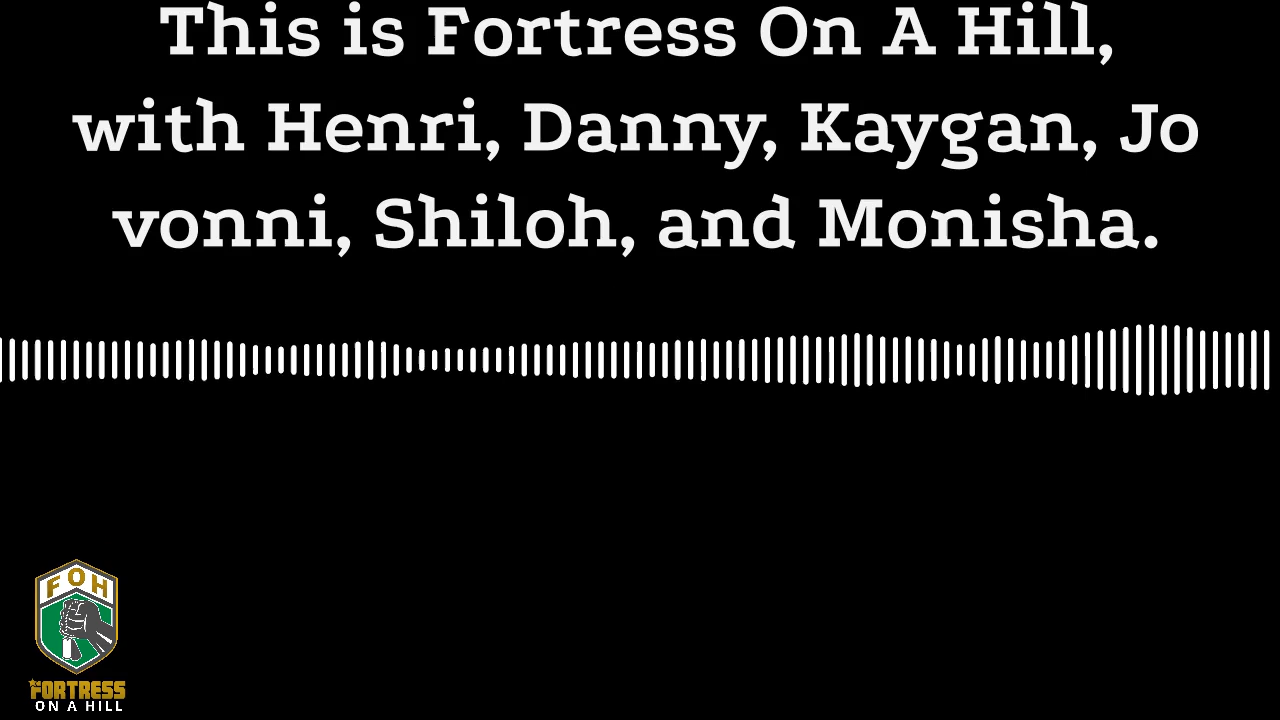 This is Fortress On A Hill,
with Henri, Danny, Kaygan, Jo
vonni, Shiloh, and Monisha.
FOH
FORTRESS
ON A HILL